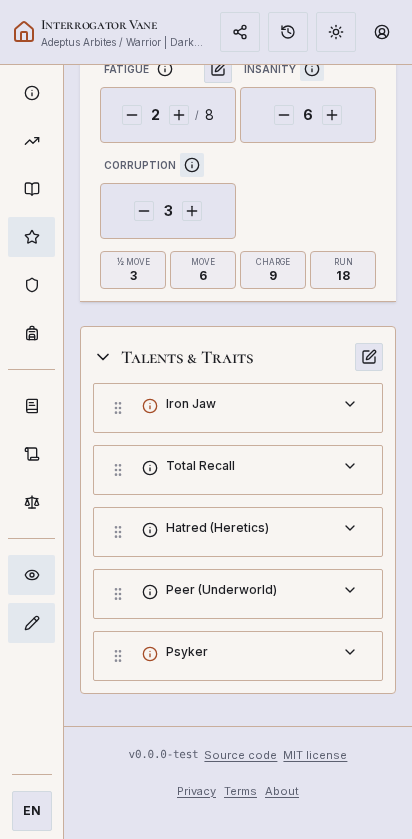 Interrogator Vane
Adeptus Arbites / Warrior | Dark...
FATIGUE
INSANITY
2 / 8
6
CORRUPTION
3
½ MOVE
3
MOVE
6
CHARGE
9
RUN
18
Talents & Traits
Iron Jaw
Total Recall
Hatred (Heretics)
Peer (Underworld)
Psyker
v0.0.0-test Source code MIT license
Privacy Terms About
EN